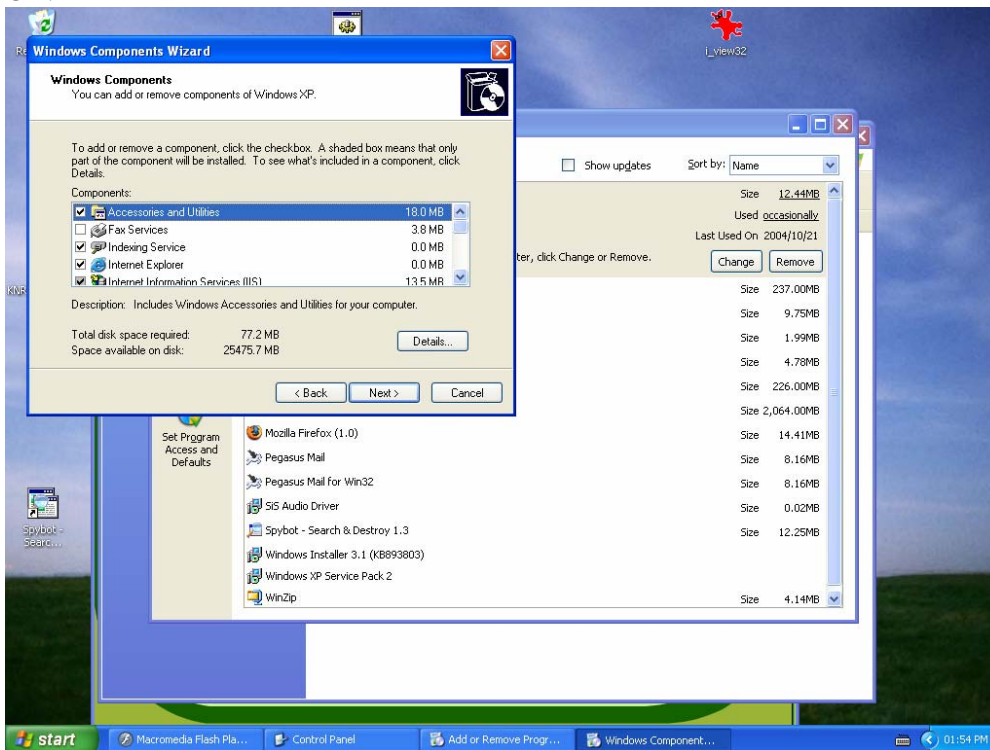 i_view32
Windows Components Wizard
Windows Components
You can add or remove components of Windows XP.
To add or remove a component, click the checkbox. A shaded box means that only
part of the component will be installed. To see what's included in a component, click
Details.
Components:
Accessories and Utilities 18.0 MB
Fax Services 3.8 MB
Indexing Service 0.0 MB
Internet Explorer 0.0 MB
Internet Information Services (IIS) 13.5 MB
Description: Includes Windows Accessories and Utilities for your computer.
Total disk space required: 77.2 MB
Space available on disk: 25475.7 MB
Details...
< Back
Next >
Cancel
Show updates
Sort by: Name
Size 12.44MB
Used occasionally
Last Used On 2004/10/21
ter, click Change or Remove.
Change
Remove
Size 237.00MB
Size 9.75MB
Size 1.99MB
Size 4.78MB
Size 226.00MB
Size 2,064.00MB
Set Program
Access and
Defaults
Mozilla Firefox (1.0) Size 14.41MB
Pegasus Mail Size 8.16MB
Pegasus Mail for Win32 Size 8.16MB
SiS Audio Driver Size 0.02MB
Spybot - Search & Destroy 1.3 Size 12.25MB
Windows Installer 3.1 (KB893803)
Windows XP Service Pack 2
WinZip Size 4.14MB
Spybot -
Searc...
start
Macromedia Flash Pla...
Control Panel
Add or Remove Progr...
Windows Component...
01:54 PM